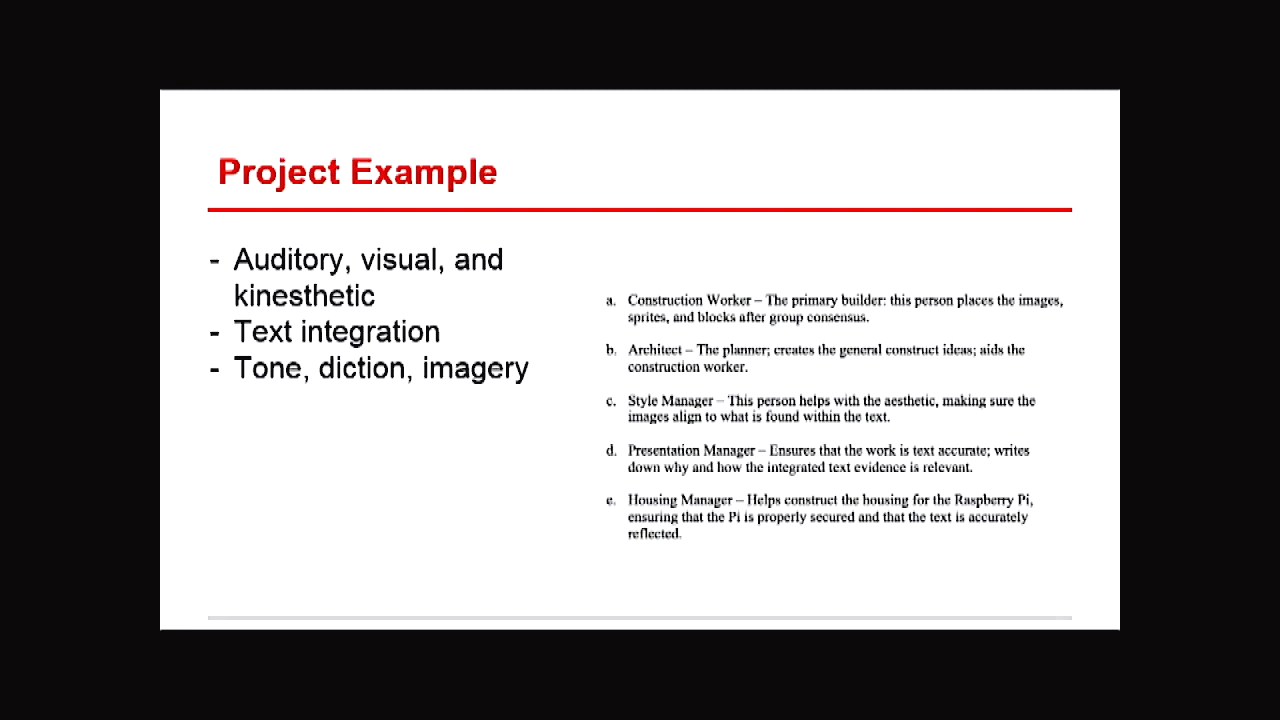 Project Example
- Auditory, visual, and
kinesthetic
- Text integration
- Tone, diction, imagery
a. Construction Worker – The primary builder: this person places the images,
sprites, and blocks after group consensus.
b. Architect – The planner; creates the general construct ideas; aids the
construction worker.
c. Style Manager – This person helps with the aesthetic, making sure the
images align to what is found within the text.
d. Presentation Manager – Ensures that the work is text accurate; writes
down why and how the integrated text evidence is relevant.
e. Housing Manager – Helps construct the housing for the Raspberry Pi,
ensuring that the Pi is properly secured and that the text is accurately
reflected.